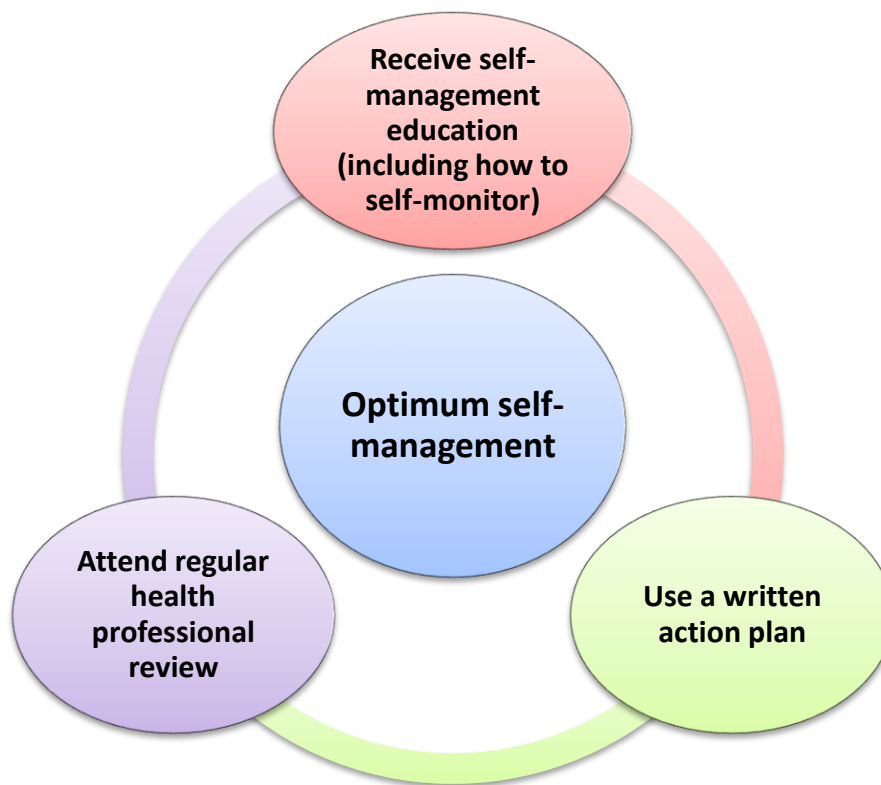 Receive self-
management
education
(including how to
self-monitor)
Optimum self-
management
Attend regular
health
professional
review
Use a written
action plan